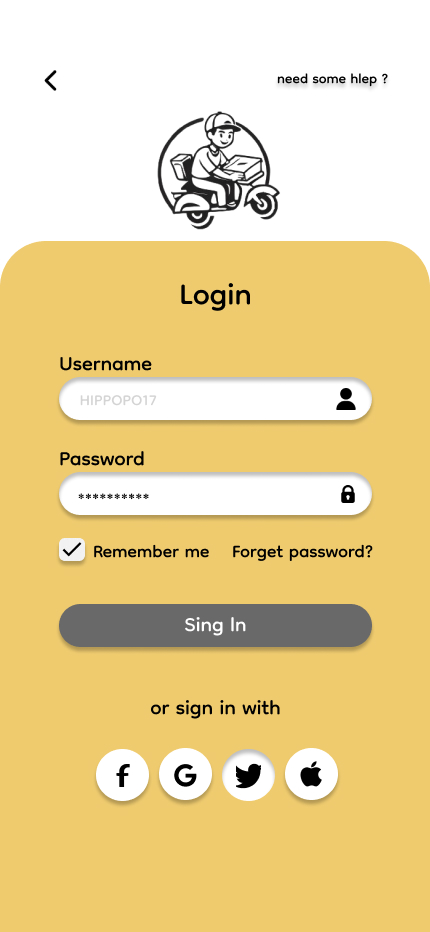 need some hlep ?
Login
Username
HIPPOPO17
Password
**********
Remember me Forget password?
Sing In
or sign in with
f G